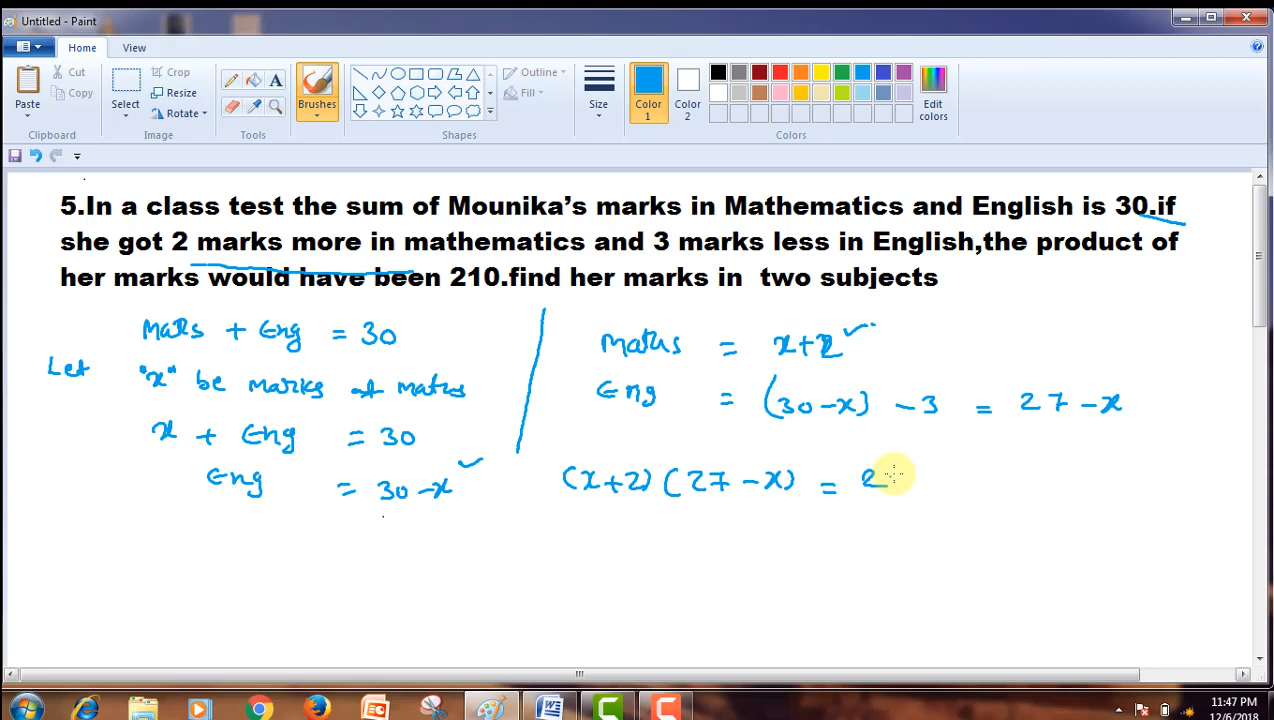 Untitled - Paint
Home View
Cut
Copy
Paste
Clipboard
Select
Crop
Resize
Rotate
Image
Tools
Brushes
Outline
Fill
Shapes
Size
Color 1
Color 2
Edit colors
Colors
5.In a class test the sum of Mounika's marks in Mathematics and English is 30.if
she got 2 marks more in mathematics and 3 marks less in English,the product of
her marks would have been 210.find her marks in two subjects
Maths + Eng = 30
Let "x" be marks of maths
x + Eng = 30
Eng = 30 - x
Maths = x + 2
Eng = (30 - x) - 3 = 27 - x
(x + 2) (27 - x) = 2
11:47 PM
12/6/2018